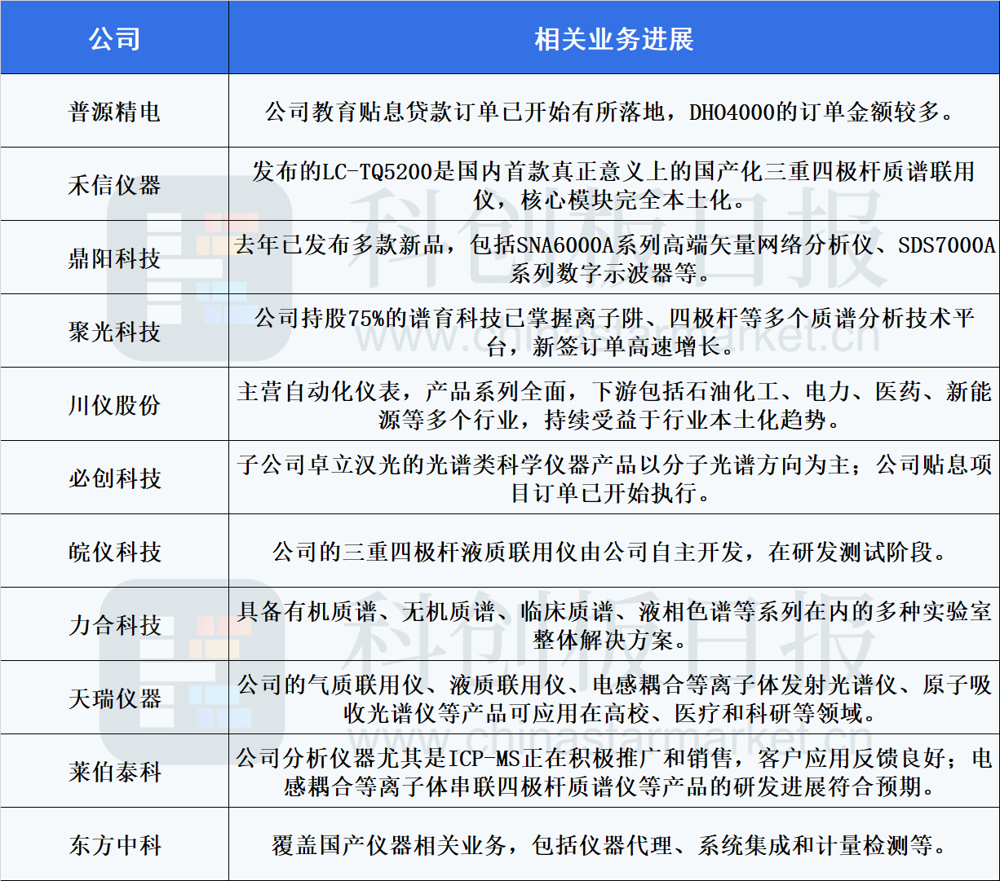 公司
相关业务进展
普源精电
公司教育贴息贷款订单已开始有所落地，DHO4000的订单金额较多。
禾信仪器
发布的LC-TQ5200是国内首款真正意义上的国产化三重四极杆质谱联用
仪，核心模块完全本土化。
鼎阳科技
去年已发布多款新品，包括SNA6000A系列高端矢量网络分析仪、SDS7000A
系列数字示波器等。
聚光科技
公司持股75%的谱育科技已掌握离子阱、四极杆等多个质谱分析技术平
台，新签订单高速增长。
川仪股份
主营自动化仪表，产品系列全面，下游包括石油化工、电力、医药、新能
源等多个行业，持续受益于行业本土化趋势。
必创科技
子公司卓立汉光的光谱类科学仪器产品以分子光谱方向为主；公司贴息项
目订单已开始执行。
皖仪科技
公司的三重四极杆液质联用仪由公司自主开发，在研发测试阶段。
力合科技
具备有机质谱、无机质谱、临床质谱、液相色谱等系列在内的多种实验室
整体解决方案。
天瑞仪器
公司的气质联用仪、液质联用仪、电感耦合等离子体发射光谱仪、原子吸
收光谱仪等产品可应用在高校、医疗和科研等领域。
莱伯泰科
公司分析仪器尤其是ICP-MS正在积极推广和销售，客户应用反馈良好；电
感耦合等离子体串联四极杆质谱仪等产品的研发进展符合预期。
东方中科
覆盖国产仪器相关业务，包括仪器代理、系统集成和计量检测等。
科创板日报
www.chinastarmarket.cn
科创板日报
www.chinastarmarket.cn